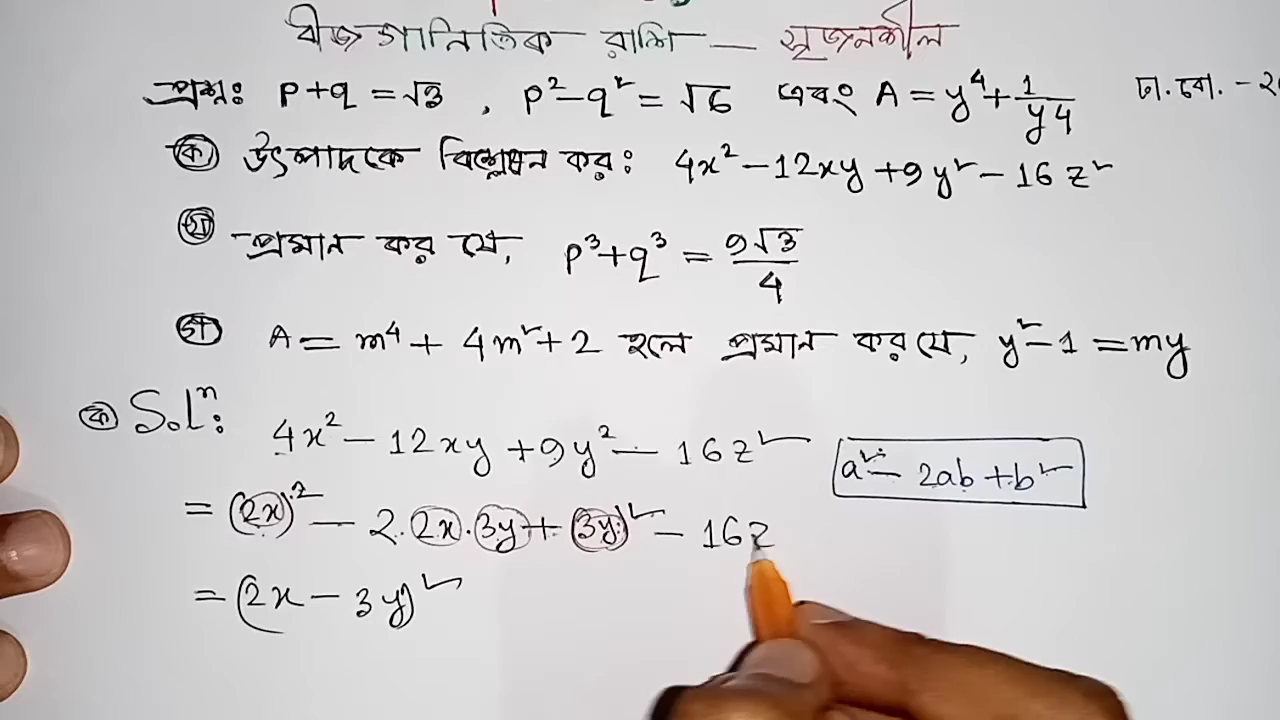 বীজগানিতিক রাশি — সৃজনশীল
প্রশ্নঃ p+q = √3 , p²-q² = √6 এবং A = y⁴+1/y⁴ ঢা.বো.-২
ক উৎপাদকে বিশ্লেষন করঃ 4x² - 12xy + 9y² - 16z²
খ প্রমান কর যে, p³+q³ = 9√3/4
গ A = m⁴ + 4m² + 2 হলে প্রমান কর যে, y² - 1 = my
ক Solⁿ:
4x² - 12xy + 9y² - 16z²
a² - 2ab + b²
= (2x)² - 2.2x.3y + (3y)² - 16z
= (2x - 3y)²